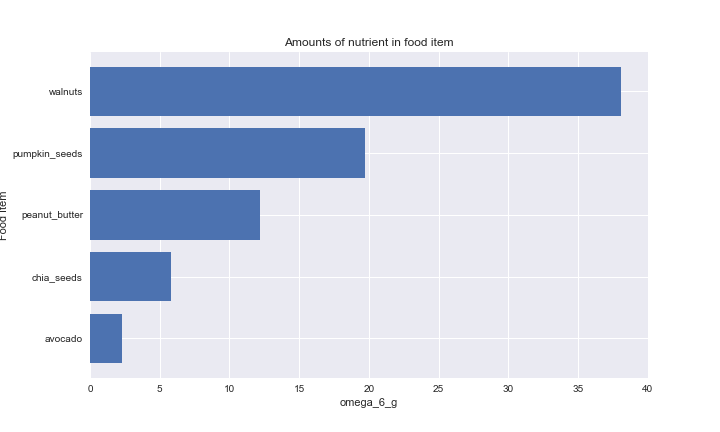 Amounts of nutrient in food item
walnuts
pumpkin_seeds
peanut_butter
chia_seeds
avocado
Food item
0 5 10 15 20 25 30 35 40
omega_6_g